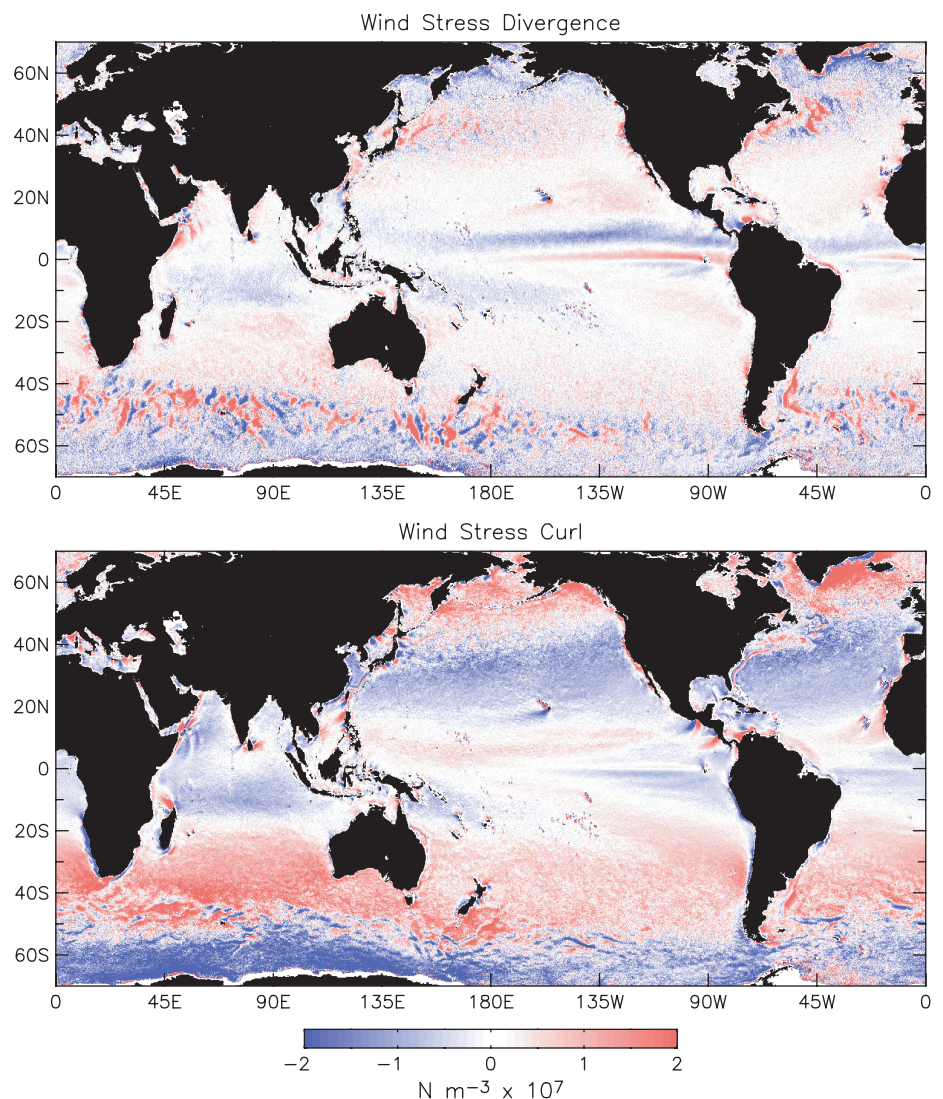 Wind Stress Divergence
60N
40N
20N
0
20S
40S
60S
0 45E 90E 135E 180E 135W 90W 45W 0
Wind Stress Curl
60N
40N
20N
0
20S
40S
60S
0 45E 90E 135E 180E 135W 90W 45W 0
−2 −1 0 1 2
N m⁻³ x 10⁷